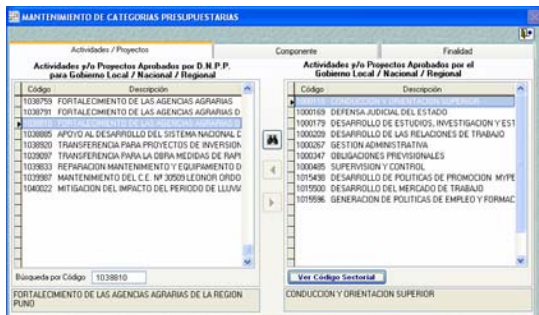 MANTENIMIENTO DE CATEGORIAS PRESUPUESTARIAS
Actividades / Proyectos
Componente
Finalidad
Actividades y/o Proyectos Aprobados por D.N.P.P.
para Gobierno Local / Nacional / Regional
Código Descripción
1038759 FORTALECIMIENTO DE LAS AGENCIAS AGRARIAS
1038791 FORTALECIMIENTO DE LAS AGENCIAS AGRARIAS
1038810 FORTALECIMIENTO DE LAS AGENCIAS AGRARIAS D
1038885 APOYO AL DESARROLLO DEL SISTEMA NACIONAL D
1038920 TRANSFERENCIA PARA PROYECTOS DE INVERSION
1039097 TRANSFERENCIA PARA LA OBRA MEDIDAS DE RAPI
1039833 REPARACION MANTENIMIENTO Y EQUIPAMIENTO D
1039987 MANTENIMIENTO DEL C.E. Nº 30509 LEONOR ORDO
1040022 MITIGACION DEL IMPACTO DEL PERIODO DE LLUVIA
Búsqueda por Código 1038810
FORTALECIMIENTO DE LAS AGENCIAS AGRARIAS DE LA REGION
PUNO
Actividades y/o Proyectos Aprobados por el
Gobierno Local / Nacional / Regional
Código Descripción
CONDUCCION Y ORIENTACION SUPERIOR
1000169 DEFENSA JUDICIAL DEL ESTADO
1000179 DESARROLLO DE ESTUDIOS, INVESTIGACION Y EST
1000209 DESARROLLO DE LAS RELACIONES DE TRABAJO
1000267 GESTION ADMINISTRATIVA
1000347 OBLIGACIONES PREVISIONALES
1000485 SUPERVISION Y CONTROL
1015498 DESARROLLO DE POLITICAS DE PROMOCION MYPE
1015500 DESARROLLO DEL MERCADO DE TRABAJO
1015596 GENERACION DE POLITICAS DE EMPLEO Y FORMAC
Ver Código Sectorial
CONDUCCION Y ORIENTACION SUPERIOR